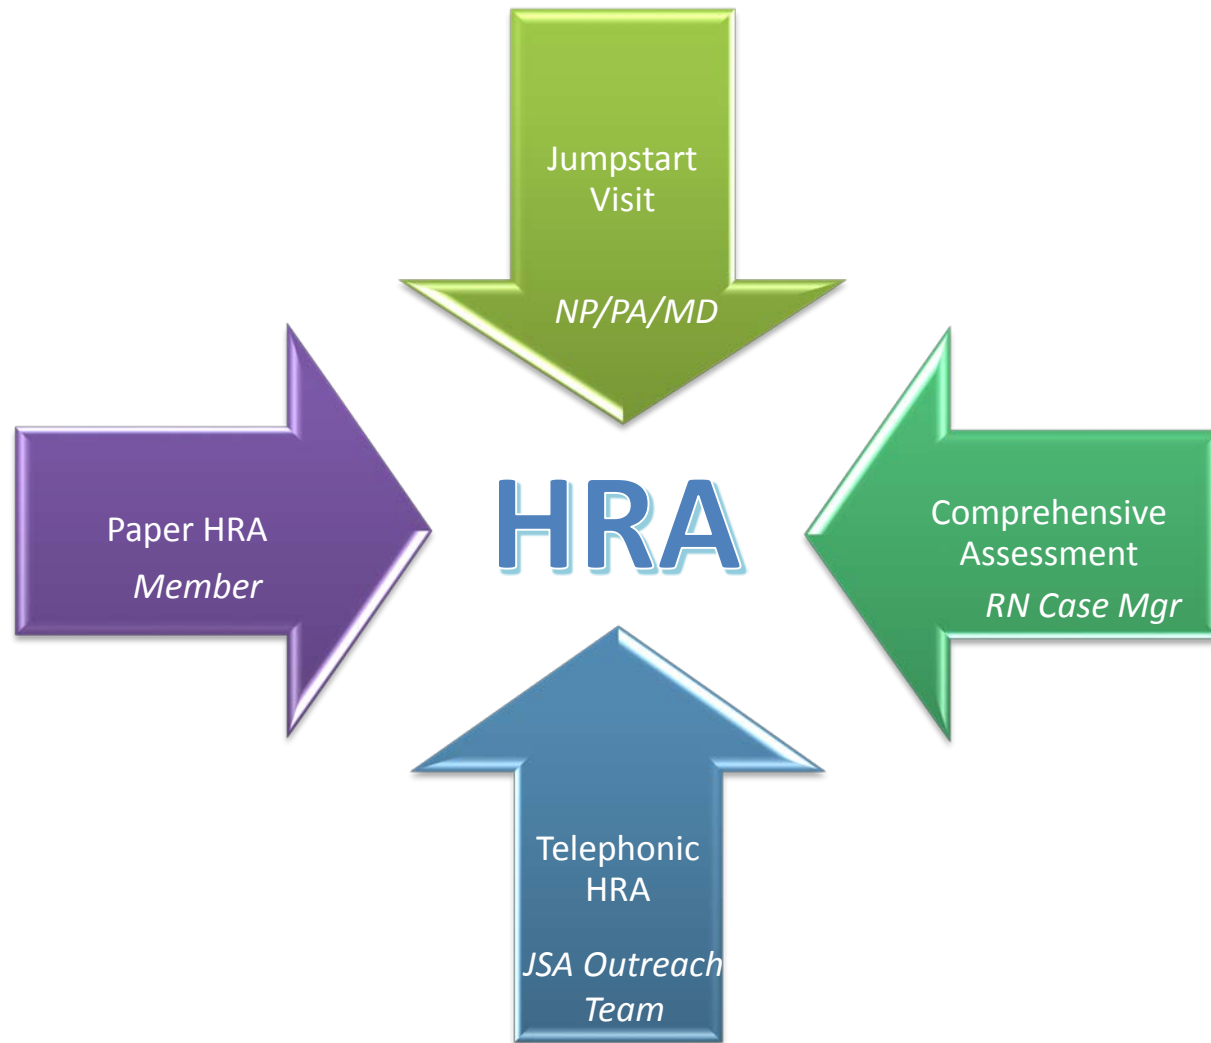 Jumpstart
Visit
NP/PA/MD
Paper HRA
Member
HRA
Comprehensive
Assessment
RN Case Mgr
Telephonic
HRA
JSA Outreach
Team